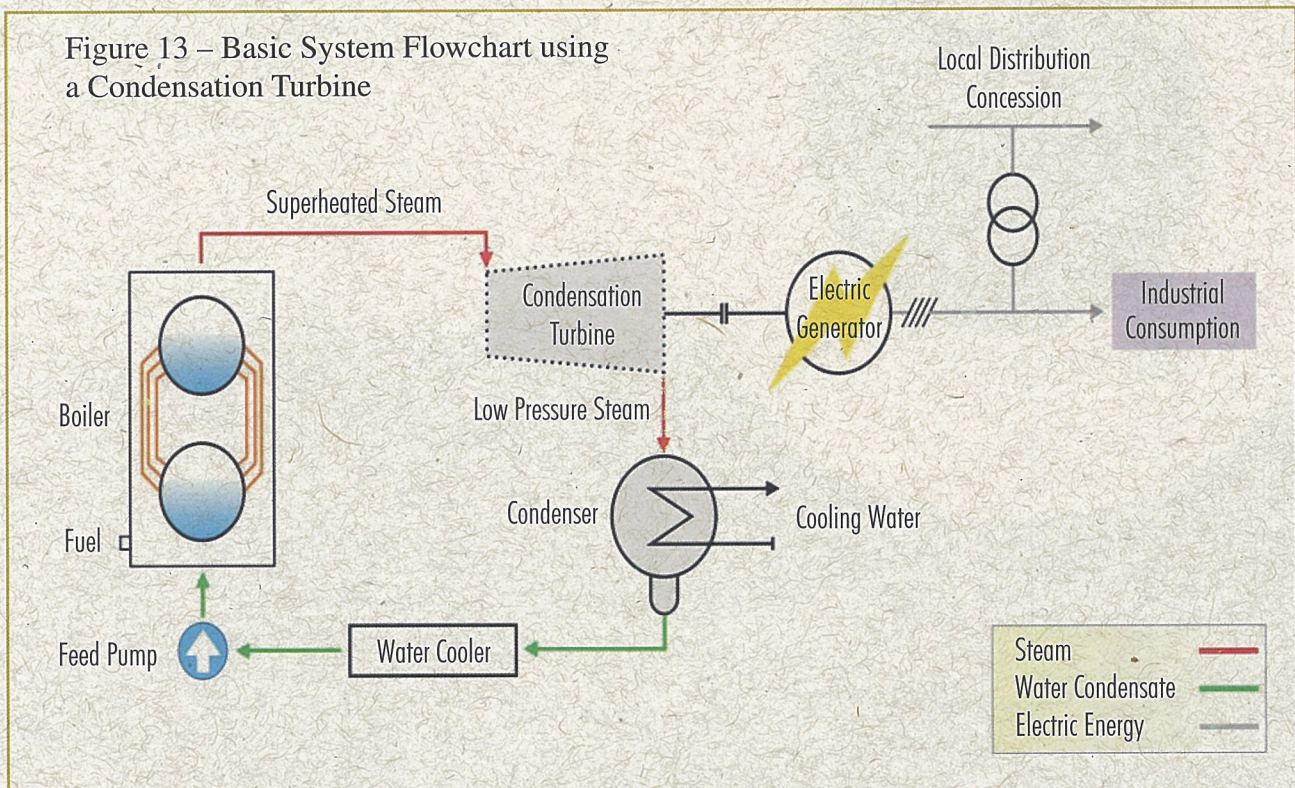 Figure 13 – Basic System Flowchart using
a Condensation Turbine
Local Distribution
Concession
Superheated Steam
Condensation
Turbine
Electric
Generator
Industrial
Consumption
Low Pressure Steam
Boiler
Condenser
Cooling Water
Fuel
Feed Pump
Water Cooler
Steam
Water Condensate
Electric Energy